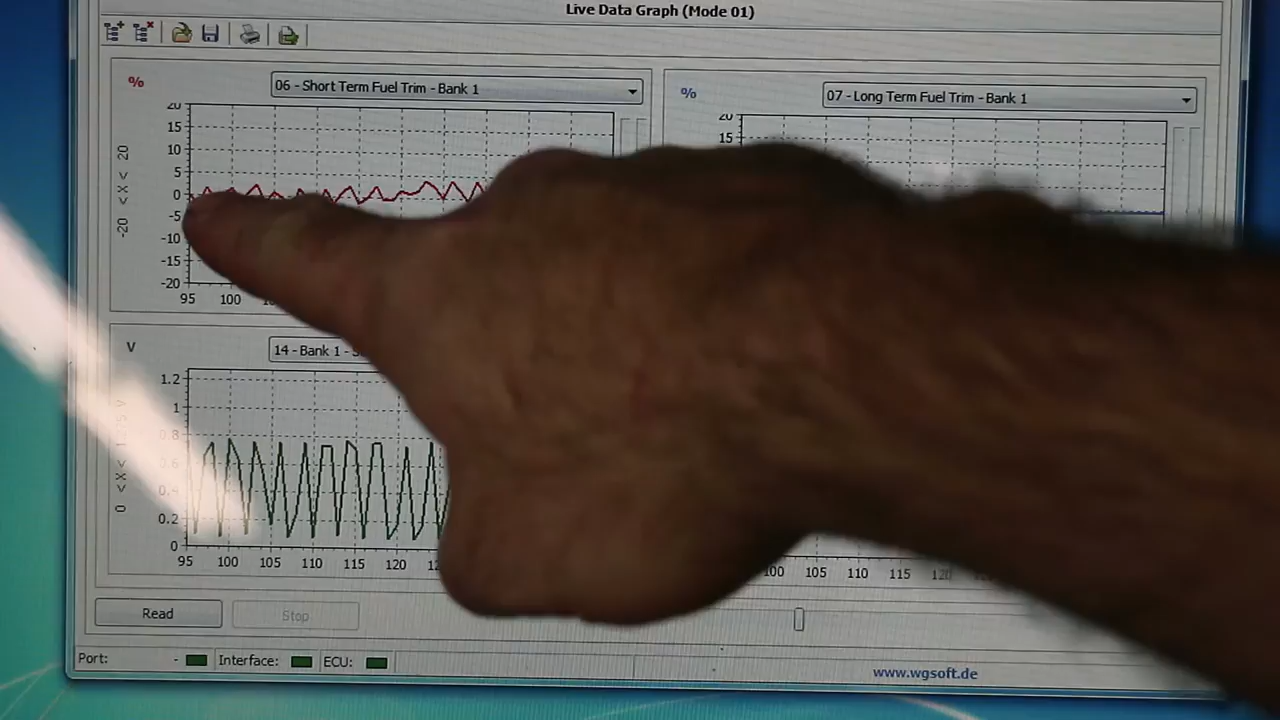 Live Data Graph (Mode 01)
%
06 - Short Term Fuel Trim - Bank 1
20
15
10
5
0
-5
-10
-15
-20
-20 < X < 20
95 100
%
07 - Long Term Fuel Trim - Bank 1
20
15
V
14 - Bank 1 -
1.2
1
0.8
0.6
0.4
0.2
0
95 100 105 110 115 120
100 105 110 115 120
Read
Stop
Port: - Interface: ECU:
www.wgsoft.de